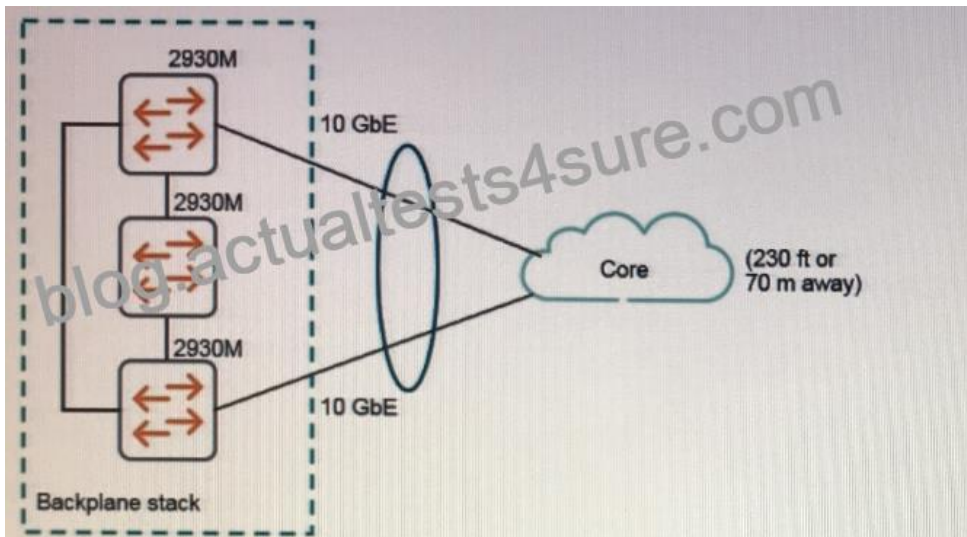 2930M
10 GbE
2930M
Core
(230 ft or
70 m away)
2930M
10 GbE
Backplane stack
blog.actualtests4sure.com